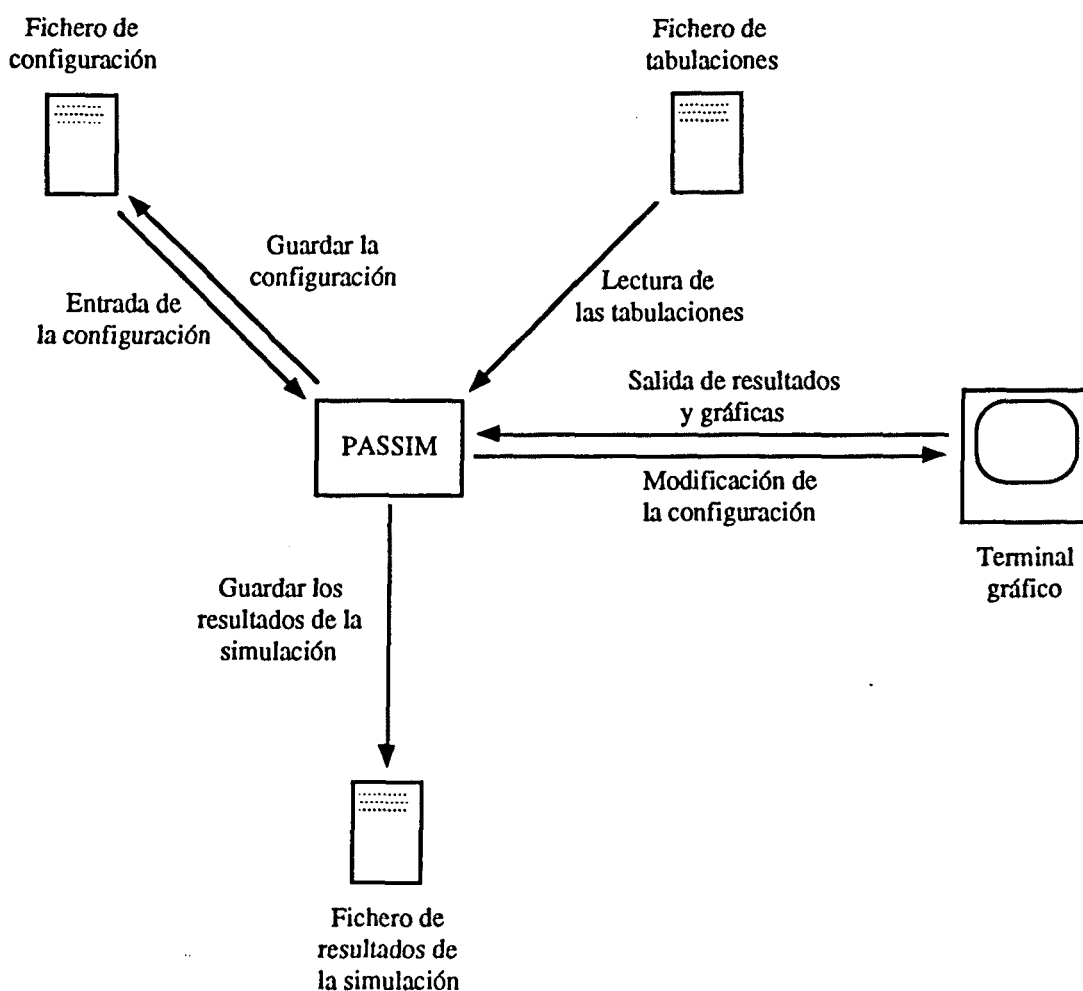 Fichero de
configuración
Fichero de
tabulaciones
Guardar la
configuración
Entrada de
la configuración
Lectura de
las tabulaciones
Salida de resultados
y gráficas
PASSIM
Modificación de
la configuración
Terminal
gráfico
Guardar los
resultados de la
simulación
Fichero de
resultados de
la simulación